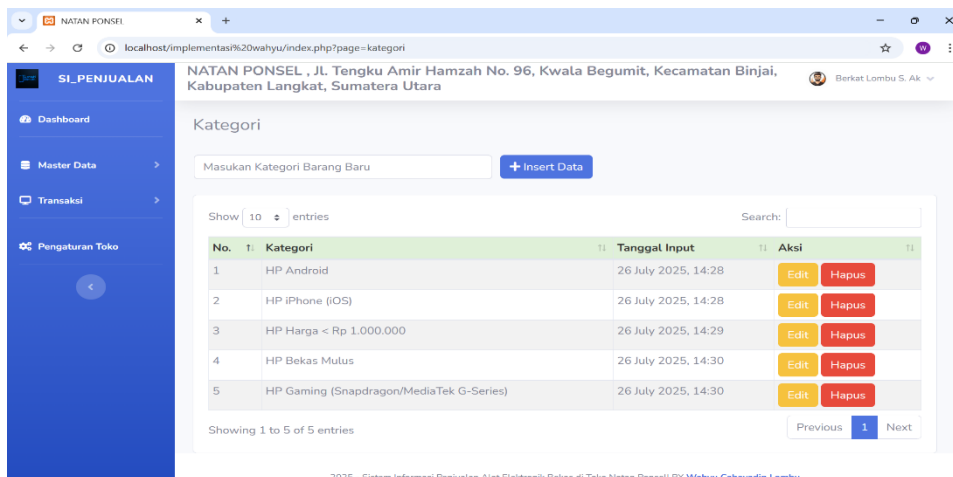 NATAN PONSEL
localhost/implementasi%20wahyu/index.php?page=kategori
W
SI_PENJUALAN
NATAN PONSEL , Jl. Tengku Amir Hamzah No. 96, Kwala Begumit, Kecamatan Binjai,
Kabupaten Langkat, Sumatera Utara
Berkat Lombu S. Ak
Dashboard
Master Data
Transaksi
Pengaturan Toko
Kategori
Masukan Kategori Barang Baru
+ Insert Data
Show 10 entries
Search:
No. Kategori Tanggal Input Aksi
1 HP Android 26 July 2025, 14:28 Edit Hapus
2 HP iPhone (iOS) 26 July 2025, 14:28 Edit Hapus
3 HP Harga < Rp 1.000.000 26 July 2025, 14:29 Edit Hapus
4 HP Bekas Mulus 26 July 2025, 14:30 Edit Hapus
5 HP Gaming (Snapdragon/MediaTek G-Series) 26 July 2025, 14:30 Edit Hapus
Showing 1 to 5 of 5 entries
Previous 1 Next